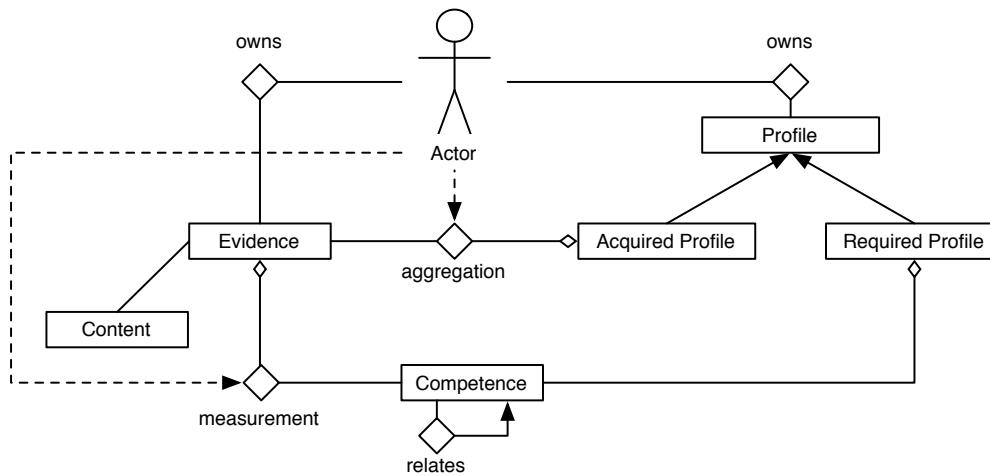 owns
owns
Profile
Actor
Evidence
Acquired Profile
Required Profile
aggregation
Content
Competence
measurement
relates